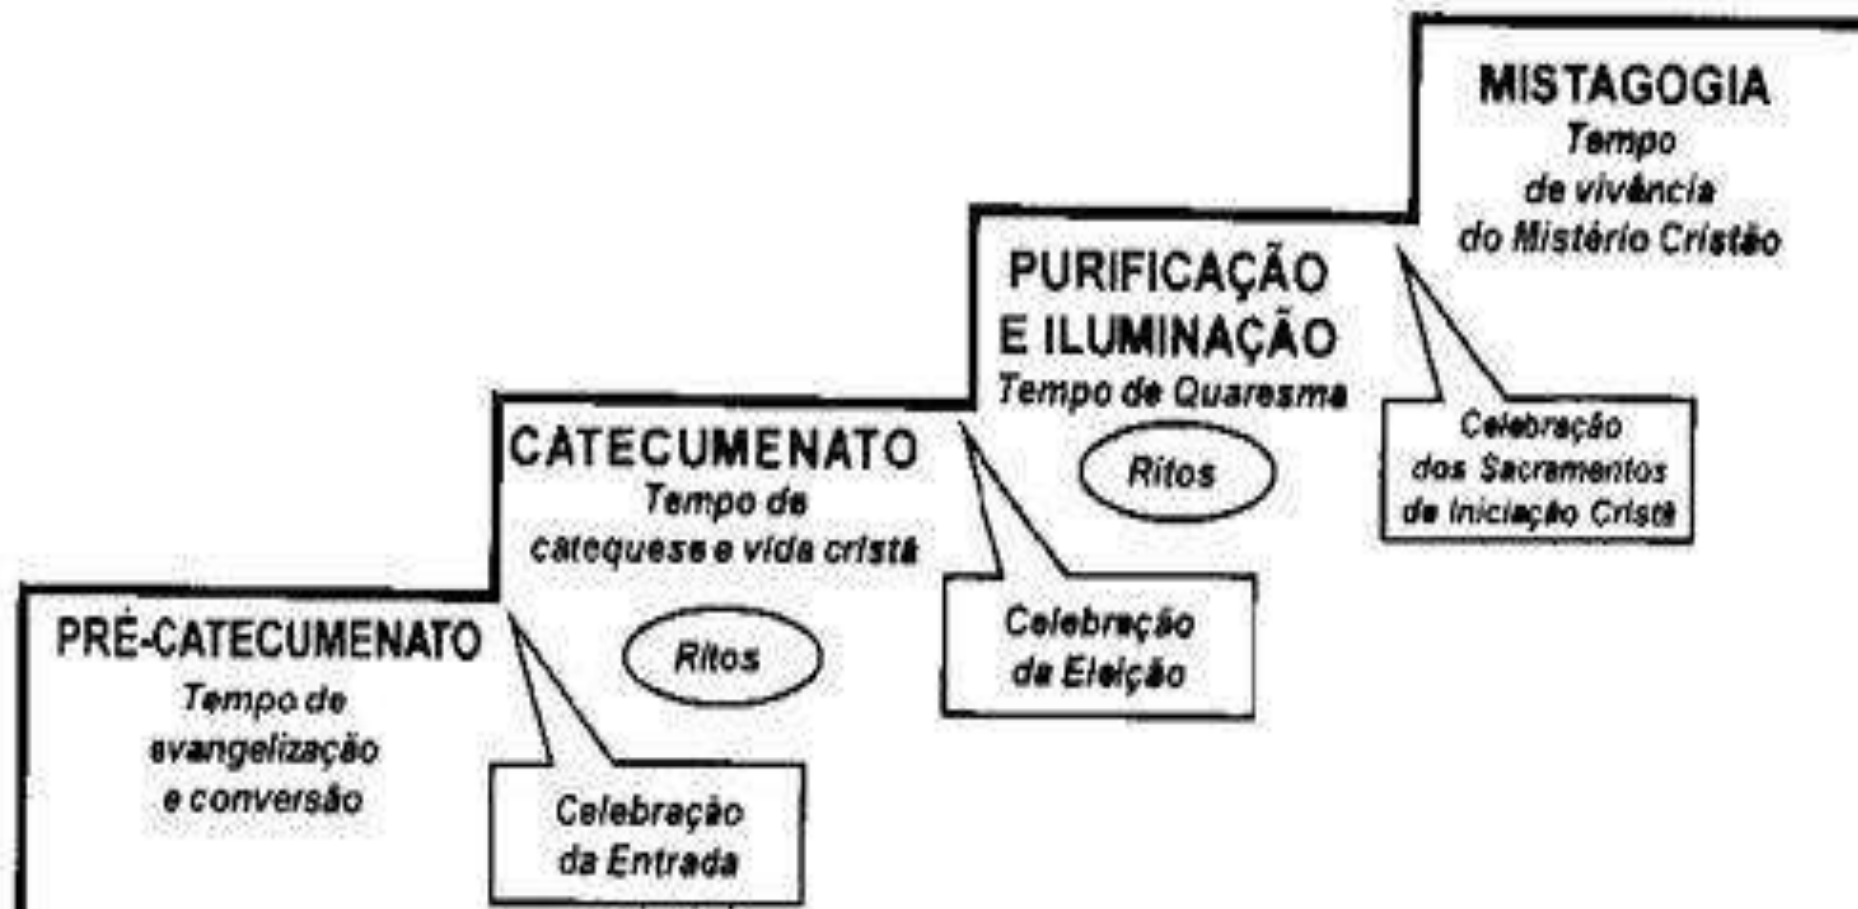 PRÉ-CATECUMENATO
Tempo de
evangelização
e conversão
Celebração
da Entrada
CATECUMENATO
Tempo de
catequese e vida cristã
Ritos
Celebração
da Eleição
PURIFICAÇÃO
E ILUMINAÇÃO
Tempo de Quaresma
Ritos
Celebração
dos Sacramentos
de Iniciação Cristã
MISTAGOGIA
Tempo
de vivência
do Mistério Cristão